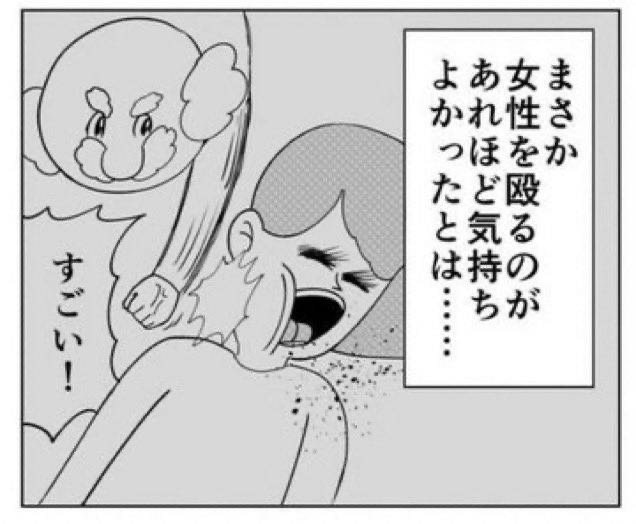 まさか
女性を殴るのが
あれほど気持ち
よかったとは……
すごい!